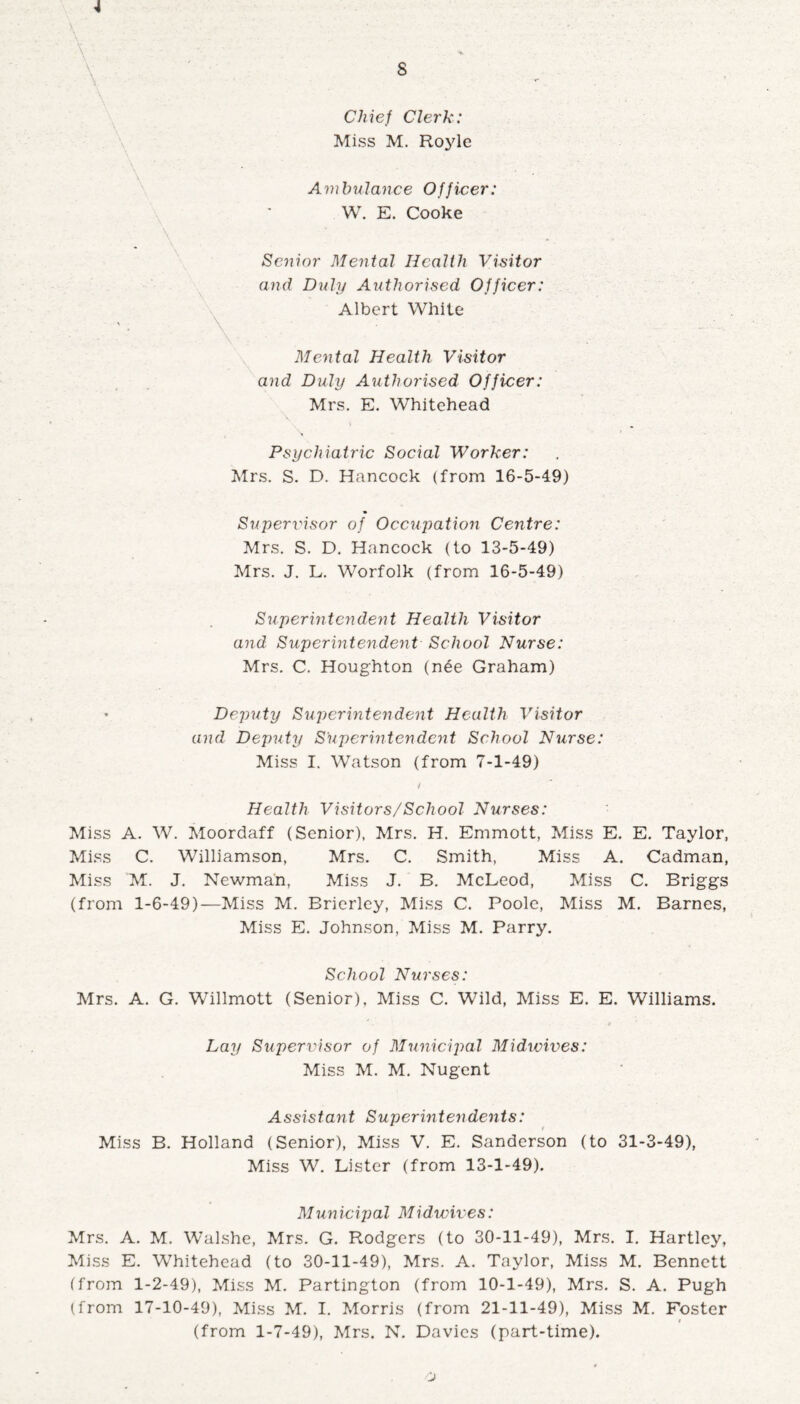 8
Chief Clerk:
Miss M. Royle
Ambulance Officer:
W. E. Cooke
Senior Mental Health Visitor
and Duly Authorised Officer:
Albert White
Mental Health Visitor
and Duly Authorised Officer:
Mrs. E. Whitehead
Psychiatric Social Worker:
Mrs. S. D. Hancock (from 16-5-49)
Supervisor of Occupation Centre:
Mrs. S. D. Hancock (to 13-5-49)
Mrs. J. L. Worfolk (from 16-5-49)
Superintendent Health Visitor
and Superintendent School Nurse:
Mrs. C. Houghton (née Graham)
Deputy Superintendent Health Visitor
and Deputy Superintendent School Nurse:
Miss I. Watson (from 7-1-49)
Health Visitors/School Nurses:
Miss A. W. Moordaff (Senior), Mrs. H. Emmott, Miss E. E. Taylor,
Miss C. Williamson, Mrs. C. Smith, Miss A. Cadman,
Miss M. J. Newman, Miss J. B. McLeod, Miss C. Briggs
(from 1-6-49)—Miss M. Brierley, Miss C. Poole, Miss M. Barnes,
Miss E. Johnson, Miss M. Parry.
School Nurses:
Mrs. A. G. Willmott (Senior), Miss C. Wild, Miss E. E. Williams.
Lay Supervisor of Municipal Midwives:
Miss M. M. Nugent
Assistant Superintendents:
Miss B. Holland (Senior), Miss V. E. Sanderson (to 31-3-49),
Miss W. Lister (from 13-1-49).
Municipal Midwives:
Mrs. A. M. Walshe, Mrs. G. Rodgers (to 30-11-49), Mrs. I. Hartley,
Miss E. Whitehead (to 30-11-49), Mrs. A. Taylor, Miss M. Bennett
(from 1-2-49), Miss M. Partington (from 10-1-49), Mrs. S. A. Pugh
(from 17-10-49), Miss M. I. Morris (from 21-11-49), Miss M. Foster
(from 1-7-49), Mrs. N. Davies (part-time).